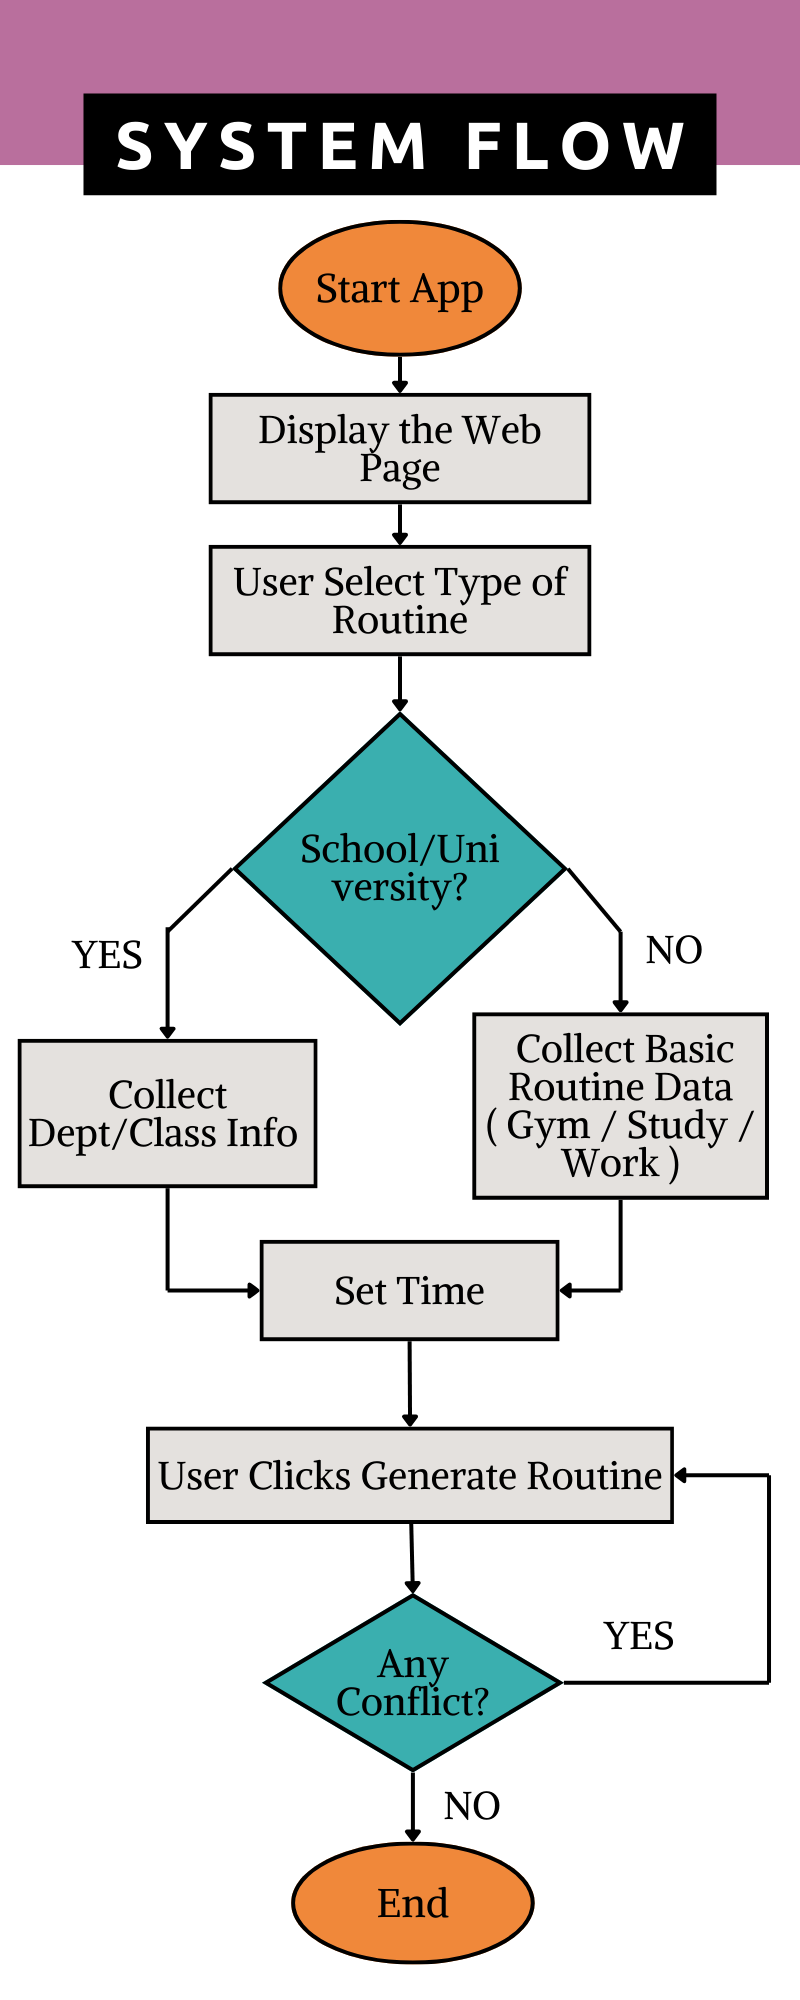 SYSTEM FLOW
Start App
Display the Web
Page
User Select Type of
Routine
School/Uni
versity?
YES
NO
Collect
Dept/Class Info
Collect Basic
Routine Data
( Gym / Study /
Work )
Set Time
User Clicks Generate Routine
Any
Conflict?
YES
NO
End